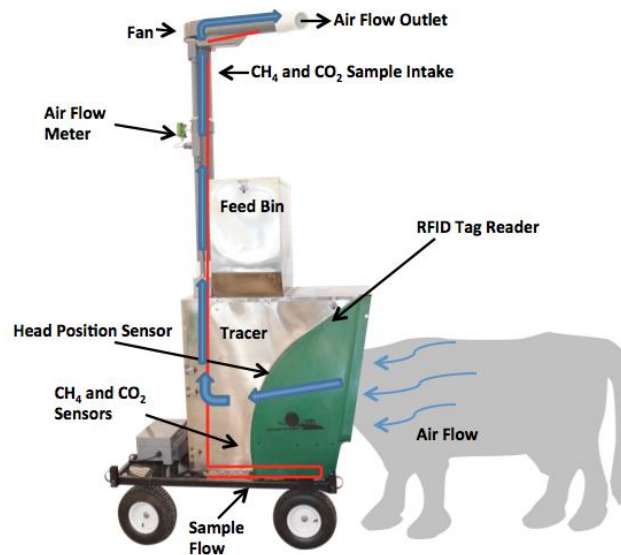 Fan
Air Flow Outlet
CH₄ and CO₂ Sample Intake
Air Flow
Meter
Feed Bin
RFID Tag Reader
Head Position Sensor
Tracer
CH₄ and CO₂
Sensors
Air Flow
Sample
Flow